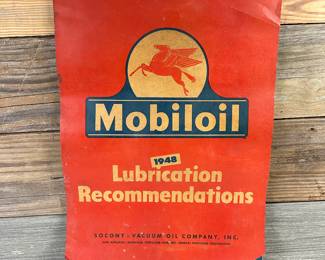 Mobiloil
1948
Lubrication
Recommendations
SOCONY-VACUUM OIL COMPANY, INC.